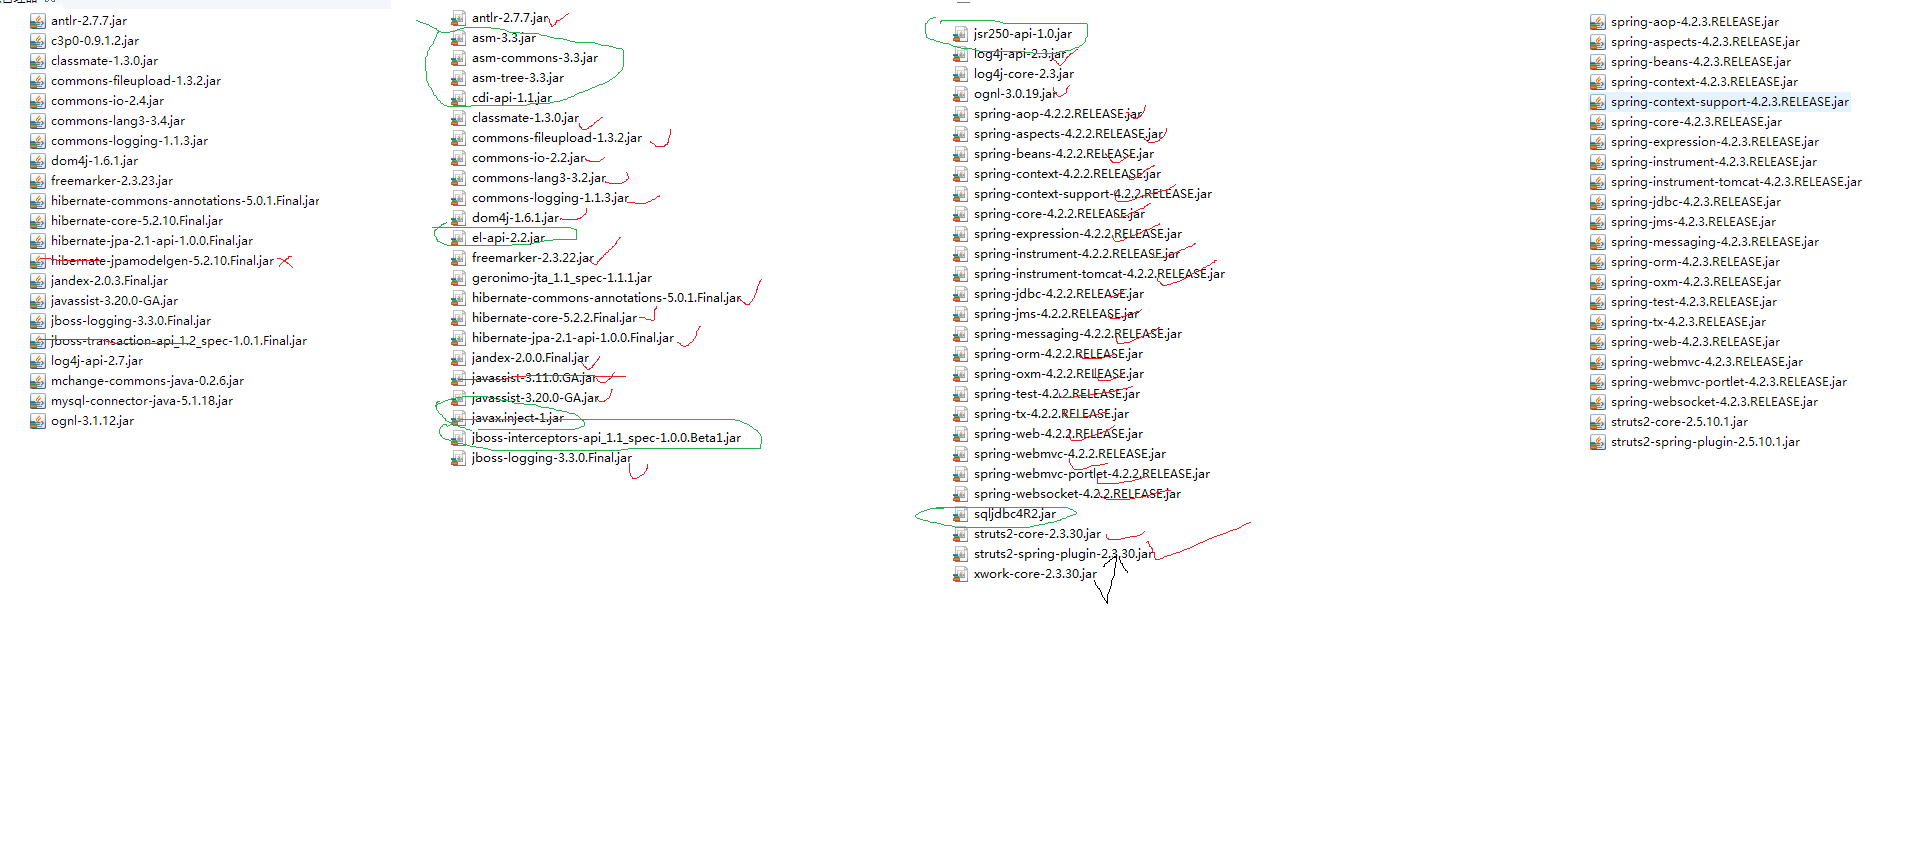 antlr-2.7.7.jar
c3p0-0.9.1.2.jar
classmate-1.3.0.jar
commons-fileupload-1.3.2.jar
commons-io-2.4.jar
commons-lang3-3.4.jar
commons-logging-1.1.3.jar
dom4j-1.6.1.jar
freemarker-2.3.23.jar
hibernate-commons-annotations-5.0.1.Final.jar
hibernate-core-5.2.10.Final.jar
hibernate-jpa-2.1-api-1.0.0.Final.jar
hibernate-jpamodelgen-5.2.10.Final.jar
jandex-2.0.3.Final.jar
javassist-3.20.0-GA.jar
jboss-logging-3.3.0.Final.jar
jboss-transaction-api_1.2_spec-1.0.1.Final.jar
log4j-api-2.7.jar
mchange-commons-java-0.2.6.jar
mysql-connector-java-5.1.18.jar
ognl-3.1.12.jar
antlr-2.7.7.jar
asm-3.3.jar
asm-commons-3.3.jar
asm-tree-3.3.jar
cdi-api-1.1.jar
classmate-1.3.0.jar
commons-fileupload-1.3.2.jar
commons-io-2.2.jar
commons-lang3-3.2.jar
commons-logging-1.1.3.jar
dom4j-1.6.1.jar
el-api-2.2.jar
freemarker-2.3.22.jar
geronimo-jta_1.1_spec-1.1.1.jar
hibernate-commons-annotations-5.0.1.Final.jar
hibernate-core-5.2.2.Final.jar
hibernate-jpa-2.1-api-1.0.0.Final.jar
jandex-2.0.0.Final.jar
javassist-3.11.0.GA.jar
javassist-3.20.0-GA.jar
javax.inject-1.jar
jboss-interceptors-api_1.1_spec-1.0.0.Beta1.jar
jboss-logging-3.3.0.Final.jar
jsr250-api-1.0.jar
log4j-api-2.3.jar
log4j-core-2.3.jar
ognl-3.0.19.jar
spring-aop-4.2.2.RELEASE.jar
spring-aspects-4.2.2.RELEASE.jar
spring-beans-4.2.2.RELEASE.jar
spring-context-4.2.2.RELEASE.jar
spring-context-support-4.2.2.RELEASE.jar
spring-core-4.2.2.RELEASE.jar
spring-expression-4.2.2.RELEASE.jar
spring-instrument-4.2.2.RELEASE.jar
spring-instrument-tomcat-4.2.2.RELEASE.jar
spring-jdbc-4.2.2.RELEASE.jar
spring-jms-4.2.2.RELEASE.jar
spring-messaging-4.2.2.RELEASE.jar
spring-orm-4.2.2.RELEASE.jar
spring-oxm-4.2.2.RELEASE.jar
spring-test-4.2.2.RELEASE.jar
spring-tx-4.2.2.RELEASE.jar
spring-web-4.2.2.RELEASE.jar
spring-webmvc-4.2.2.RELEASE.jar
spring-webmvc-portlet-4.2.2.RELEASE.jar
spring-websocket-4.2.2.RELEASE.jar
sqljdbc4R2.jar
struts2-core-2.3.30.jar
struts2-spring-plugin-2.3.30.jar
xwork-core-2.3.30.jar
spring-aop-4.2.3.RELEASE.jar
spring-aspects-4.2.3.RELEASE.jar
spring-beans-4.2.3.RELEASE.jar
spring-context-4.2.3.RELEASE.jar
spring-context-support-4.2.3.RELEASE.jar
spring-core-4.2.3.RELEASE.jar
spring-expression-4.2.3.RELEASE.jar
spring-instrument-4.2.3.RELEASE.jar
spring-instrument-tomcat-4.2.3.RELEASE.jar
spring-jdbc-4.2.3.RELEASE.jar
spring-jms-4.2.3.RELEASE.jar
spring-messaging-4.2.3.RELEASE.jar
spring-orm-4.2.3.RELEASE.jar
spring-oxm-4.2.3.RELEASE.jar
spring-test-4.2.3.RELEASE.jar
spring-tx-4.2.3.RELEASE.jar
spring-web-4.2.3.RELEASE.jar
spring-webmvc-4.2.3.RELEASE.jar
spring-webmvc-portlet-4.2.3.RELEASE.jar
spring-websocket-4.2.3.RELEASE.jar
struts2-core-2.5.10.1.jar
struts2-spring-plugin-2.5.10.1.jar